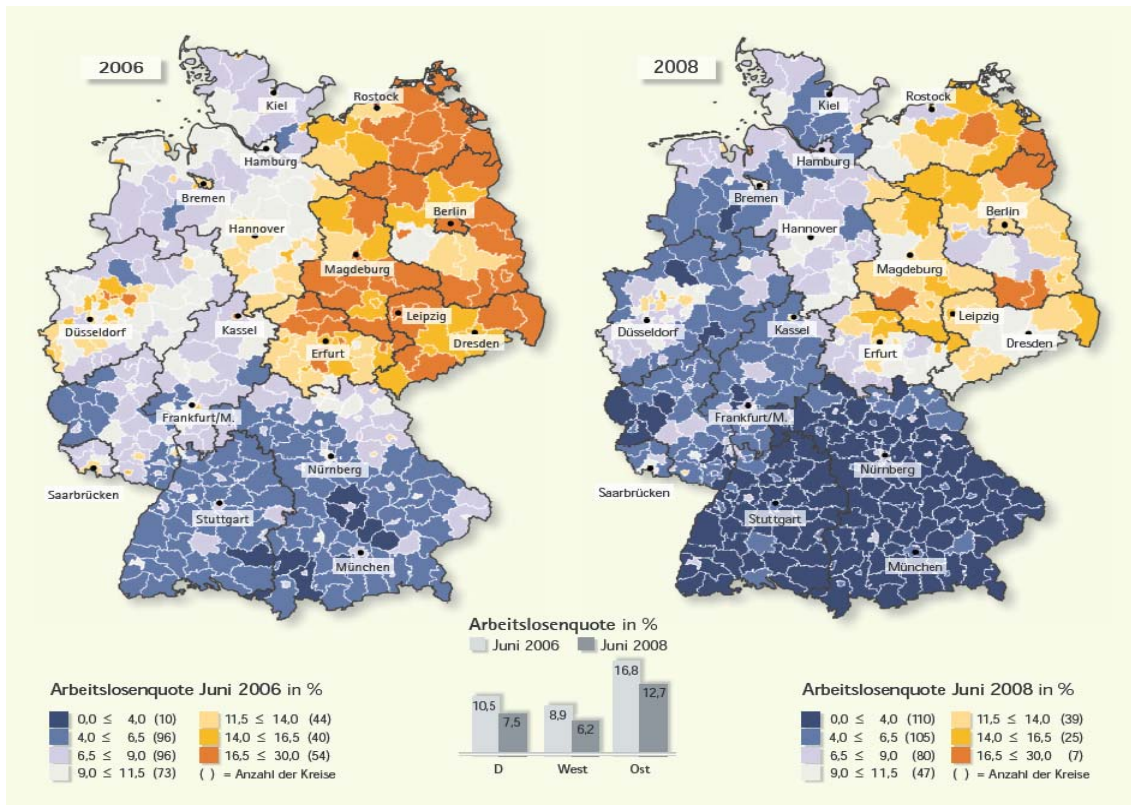 2006
Kiel
Rostock
Hamburg
Bremen
Berlin
Hannover
Magdeburg
Düsseldorf
Kassel
Leipzig
Erfurt
Dresden
Frankfurt/M.
Nürnberg
Saarbrücken
Stuttgart
München
2008
Kiel
Rostock
Hamburg
Bremen
Berlin
Hannover
Magdeburg
Düsseldorf
Kassel
Leipzig
Erfurt
Dresden
Frankfurt/M.
Nürnberg
Saarbrücken
Stuttgart
München
Arbeitslosenquote in %
Juni 2006 Juni 2008
16,8
12,7
10,5
7,5
8,9
6,2
D West Ost
Arbeitslosenquote Juni 2006 in %
0,0 ≤ 4,0 (10) 11,5 ≤ 14,0 (44)
4,0 ≤ 6,5 (96) 14,0 ≤ 16,5 (40)
6,5 ≤ 9,0 (96) 16,5 ≤ 30,0 (54)
9,0 ≤ 11,5 (73) ( ) = Anzahl der Kreise
Arbeitslosenquote Juni 2008 in %
0,0 ≤ 4,0 (110) 11,5 ≤ 14,0 (39)
4,0 ≤ 6,5 (105) 14,0 ≤ 16,5 (25)
6,5 ≤ 9,0 (80) 16,5 ≤ 30,0 (7)
9,0 ≤ 11,5 (47) ( ) = Anzahl der Kreise